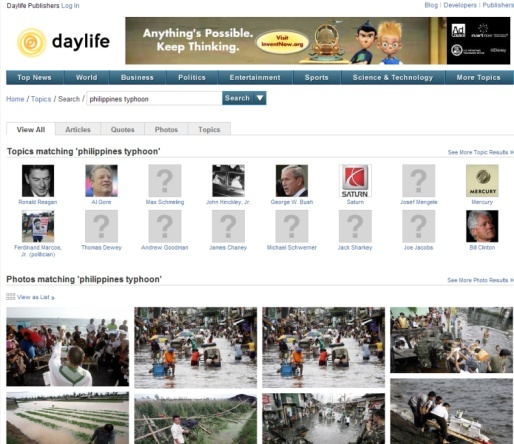 Daylife Publishers Log In
Blog | Developers | Publishers
daylife
Anything's Possible.
Keep Thinking.
Visit
InventNow.org
Ad
Council
Top News World Business Politics Entertainment Sports Science & Technology More Topics
Home / Topics / Search / philippines typhoon Search
View All Articles Quotes Photos Topics
Topics matching 'philippines typhoon'
See More Topic Results »
SATURN
MERCURY
Ronald Reagan Al Gore Max Schmeling John Hinckley, Jr. George W. Bush Saturn Josef Mengele Mercury
Ferdinand Marcos, Jr. (politician) Thomas Dewey Andrew Goodman James Chaney Michael Schwerner Jack Sharkey Joe Jacobs Bill Clinton
Photos matching 'philippines typhoon'
See More Photo Results »
View as List